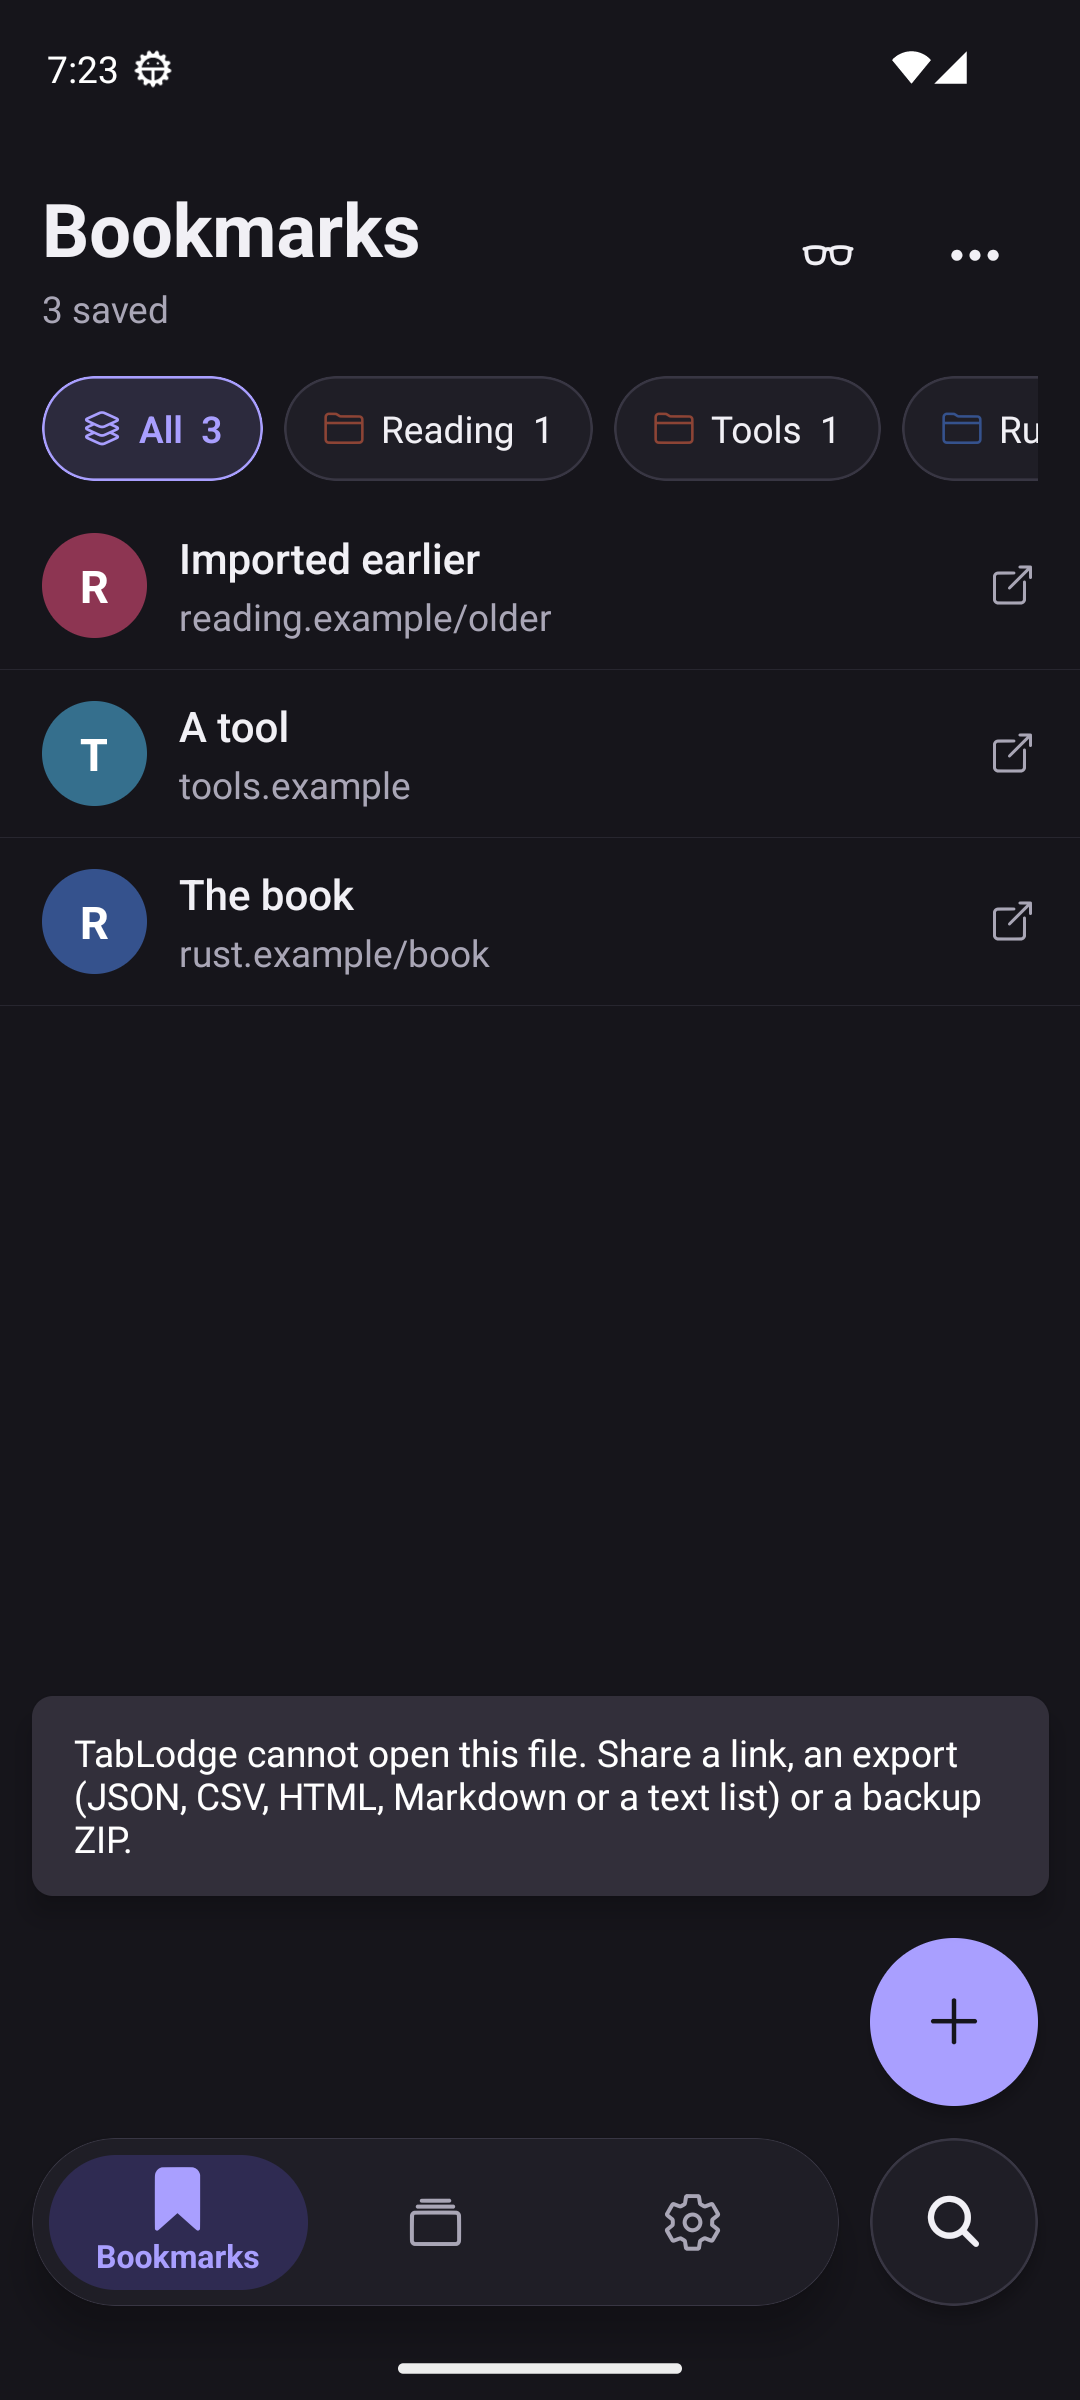 7:23
Bookmarks
3 saved
All 3
Reading 1
Tools 1
Ru
R
Imported earlier
reading.example/older
T
A tool
tools.example
R
The book
rust.example/book
TabLodge cannot open this file. Share a link, an export
(JSON, CSV, HTML, Markdown or a text list) or a backup
ZIP.
Bookmarks